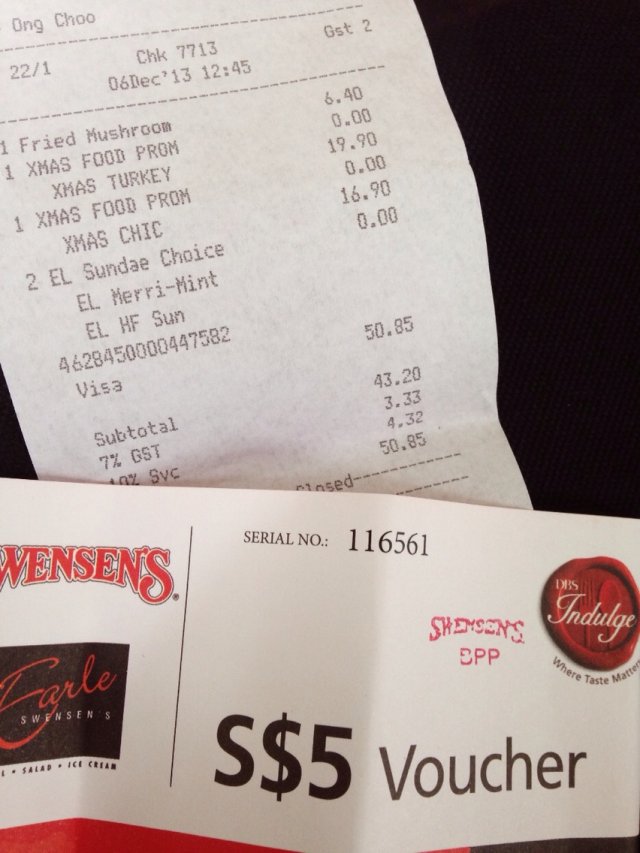 Ong Choo
22/1 Chk 7713 Gst 2
06Dec'13 12:45
1 Fried Mushroom 6.40
1 XMAS FOOD PROM 0.00
XMAS TURKEY 19.90
1 XMAS FOOD PROM 0.00
XMAS CHIC 16.90
2 EL Sundae Choice 0.00
EL Merri-Mint
EL HF Sun
4628450000447582
Visa 50.85
Subtotal 43.20
7% GST 3.33
10% Svc 4.32
50.85
Closed
SWENSEN'S
SERIAL NO.: 116561
SWENSEN'S
BPP
DBS
Indulge
Where Taste Matters
Earle
SWENSEN'S
SALAD • ICE CREAM
S$5 Voucher